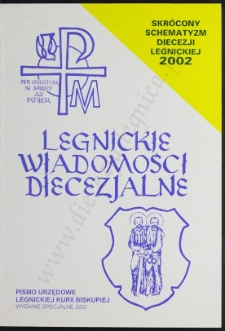 SKRÓCONY
SCHEMATYZM
DIECEZJI
LEGNICKIEJ
2002
PER CHRISTUM
IN SPIRITU
AD
PATREM
LEGNICKIE
WIADOMOŚCI
DIECEZJALNE
PISMO URZĘDOWE
LEGNICKIEJ KURII BISKUPIEJ
WYDANIE SPECJALNE 2002